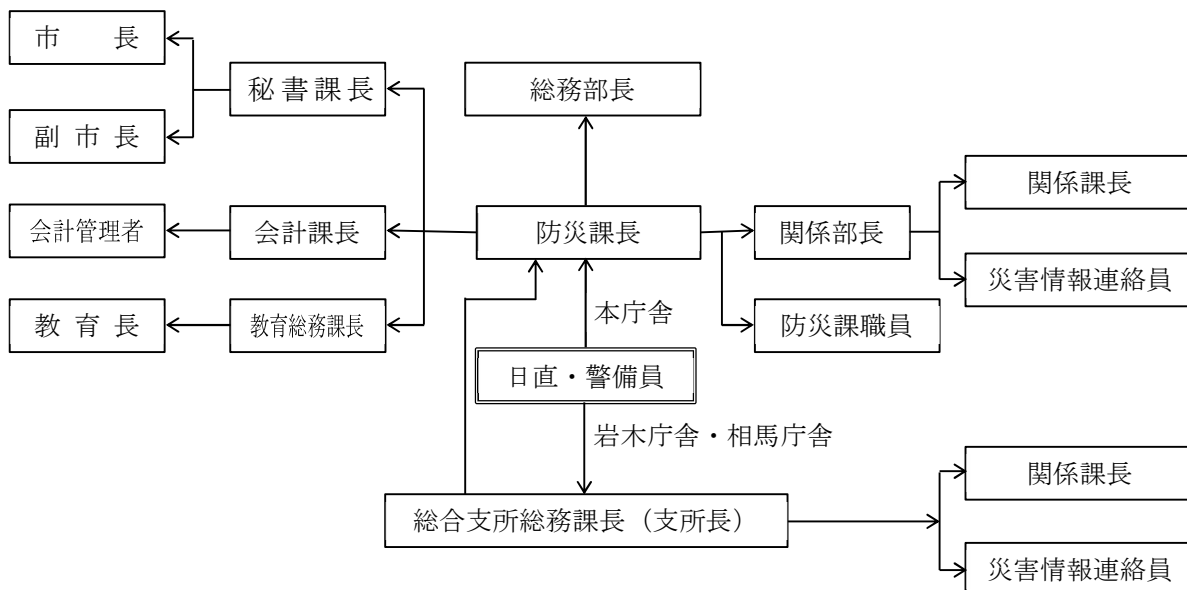 市　　長
秘書課長
総務部長
副 市 長
関係課長
会計管理者
会計課長
防災課長
関係部長
災害情報連絡員
教 育 長
教育総務課長
本庁舎
防災課職員
日直・警備員
岩木庁舎・相馬庁舎
関係課長
総合支所総務課長（支所長）
災害情報連絡員